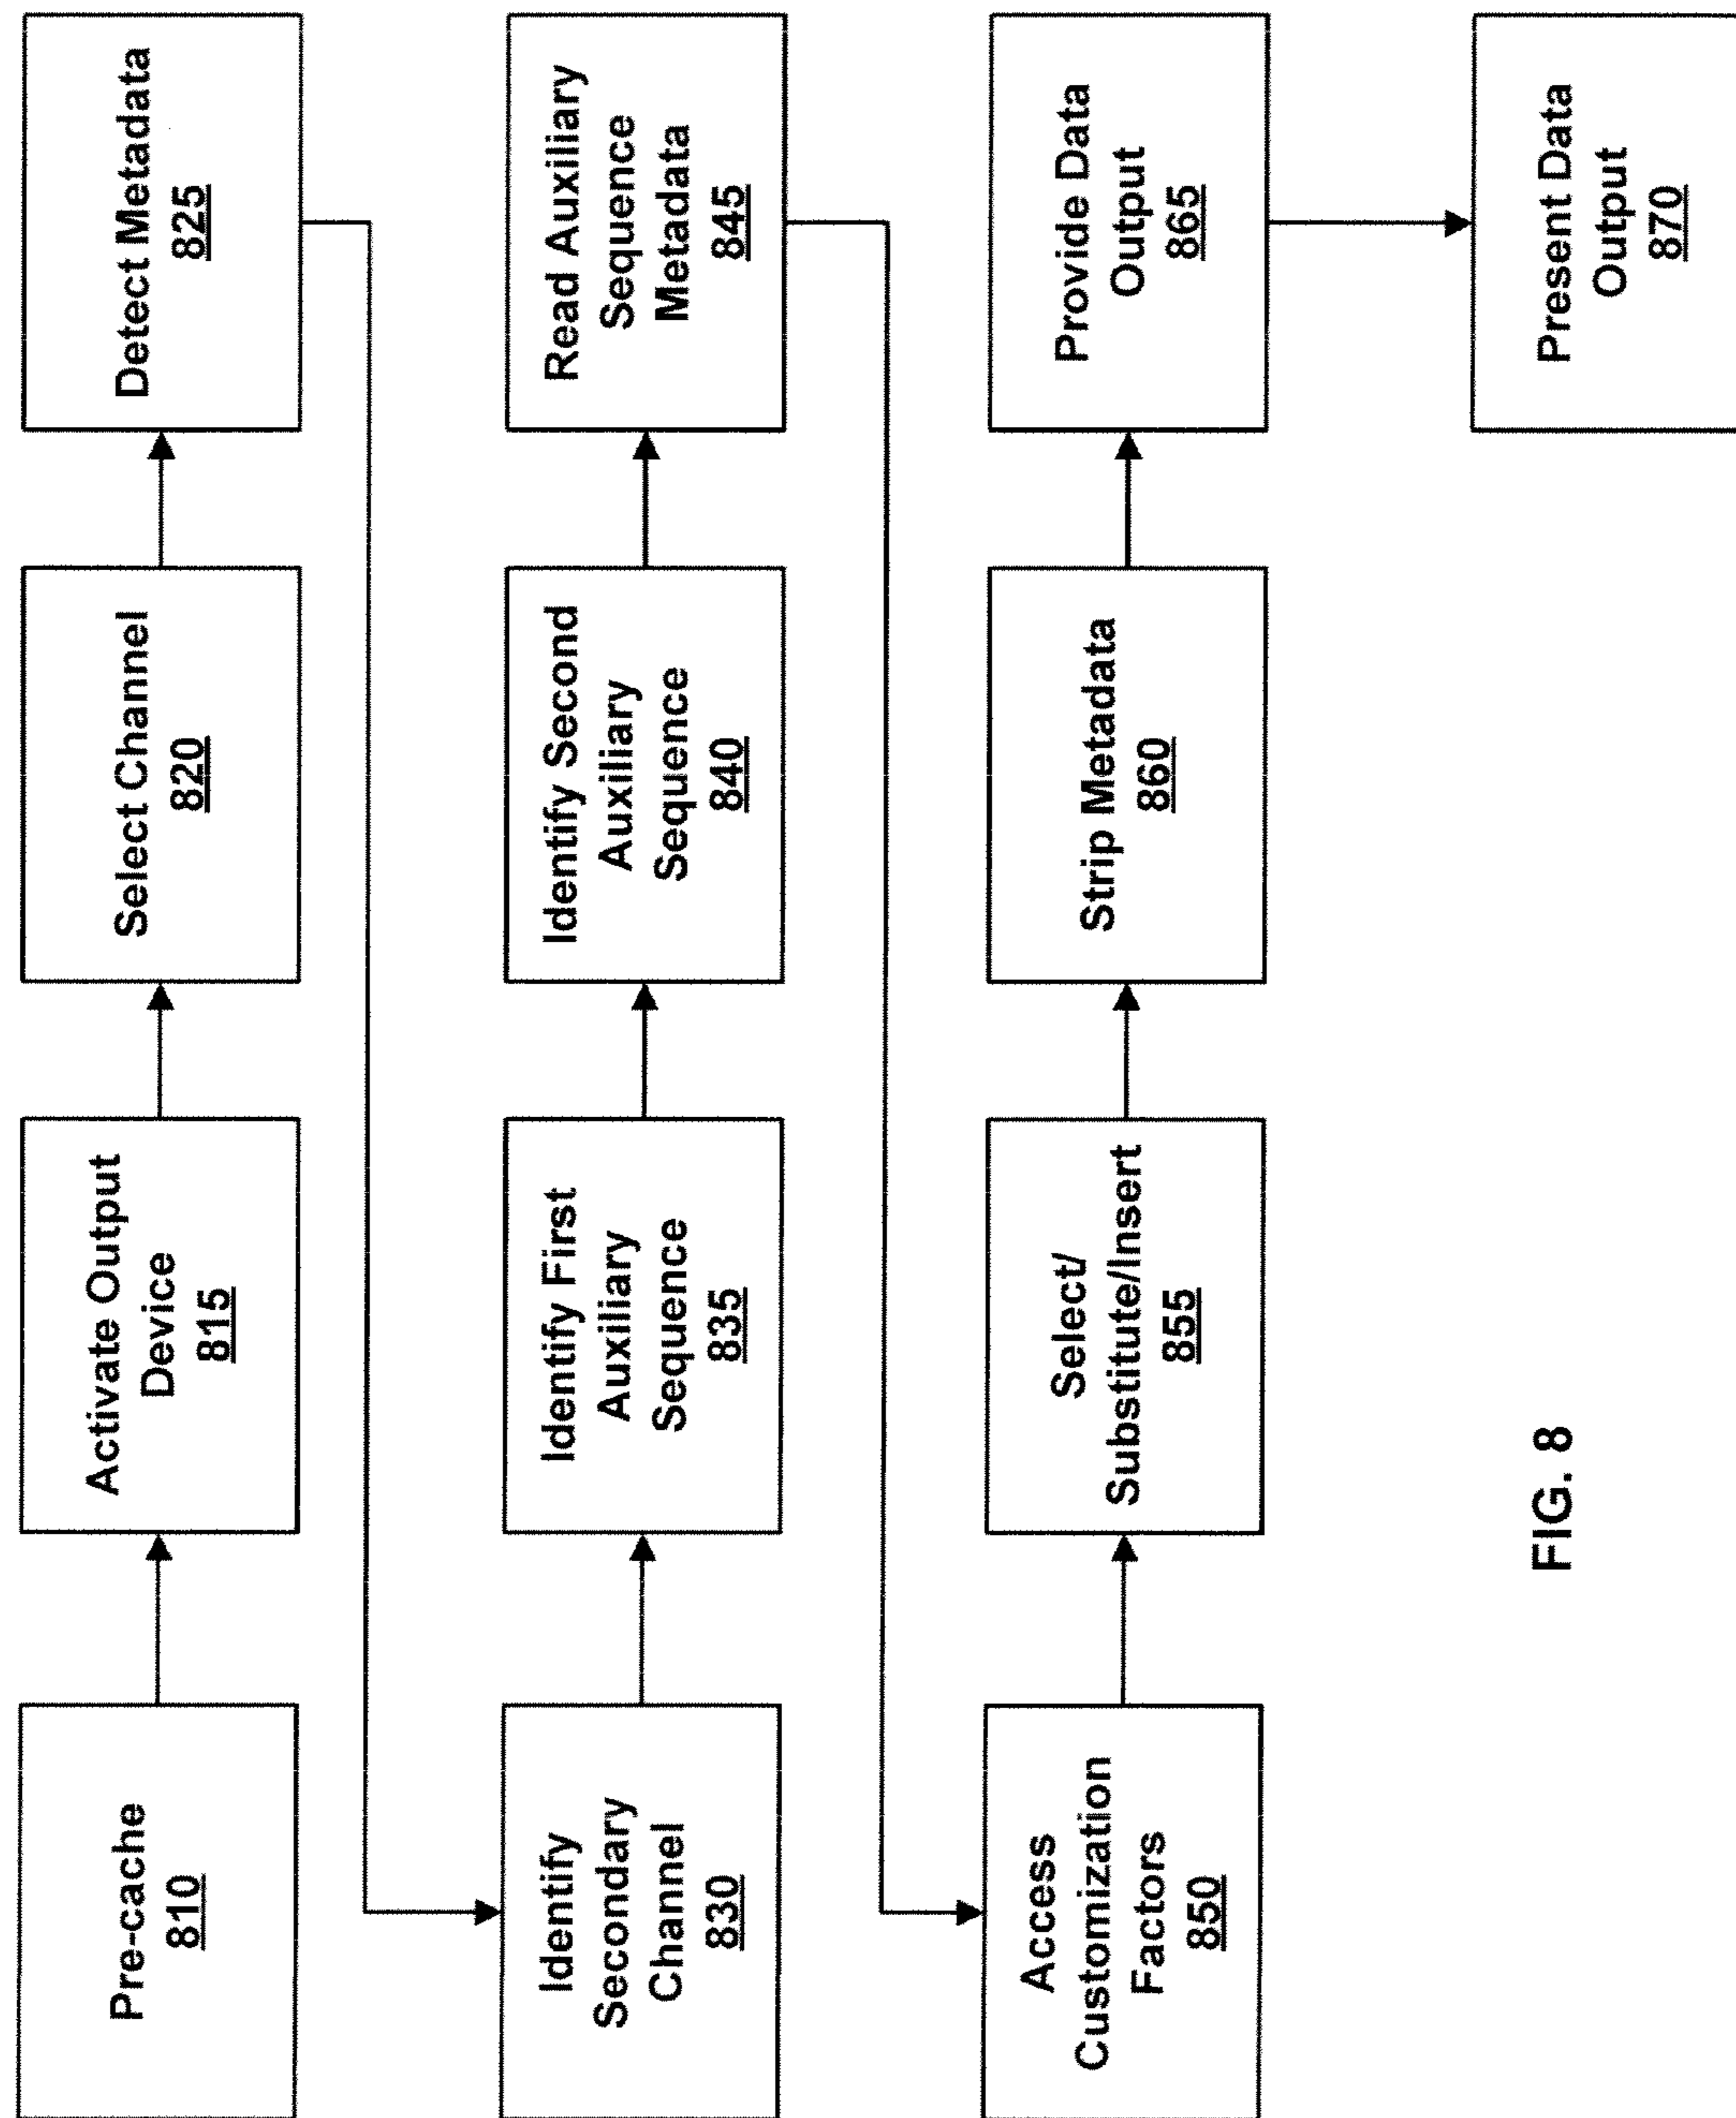 Pre-cache
810
Activate Output
Device
815
Select Channel
820
Detect Metadata
825
Identify
Secondary
Channel
830
Identify First
Auxiliary
Sequence
835
Identify Second
Auxiliary
Sequence
840
Read Auxiliary
Sequence
Metadata
845
Access
Customization
Factors
850
Select/
Substitute/Insert
855
Strip Metadata
860
Provide Data
Output
865
Present Data
Output
870
FIG. 8